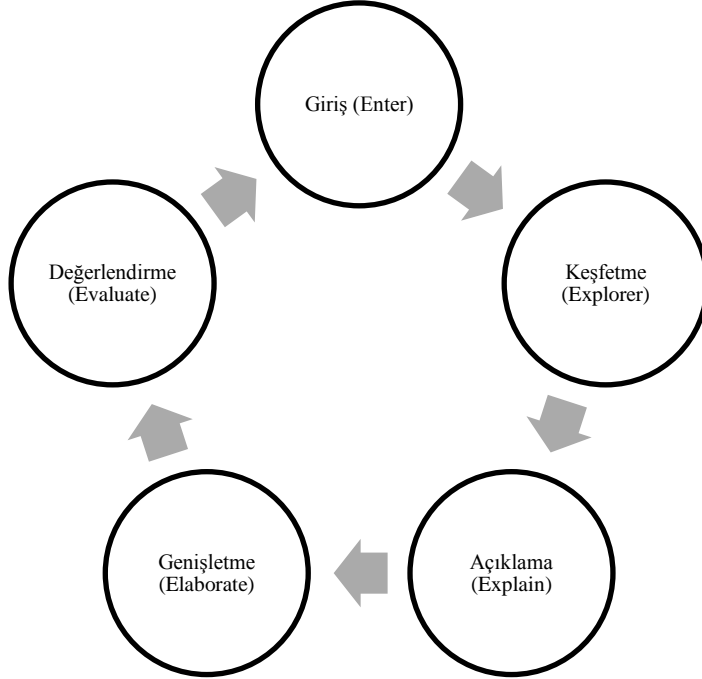 Giriş (Enter)
Keşfetme
(Explorer)
Açıklama
(Explain)
Genişletme
(Elaborate)
Değerlendirme
(Evaluate)